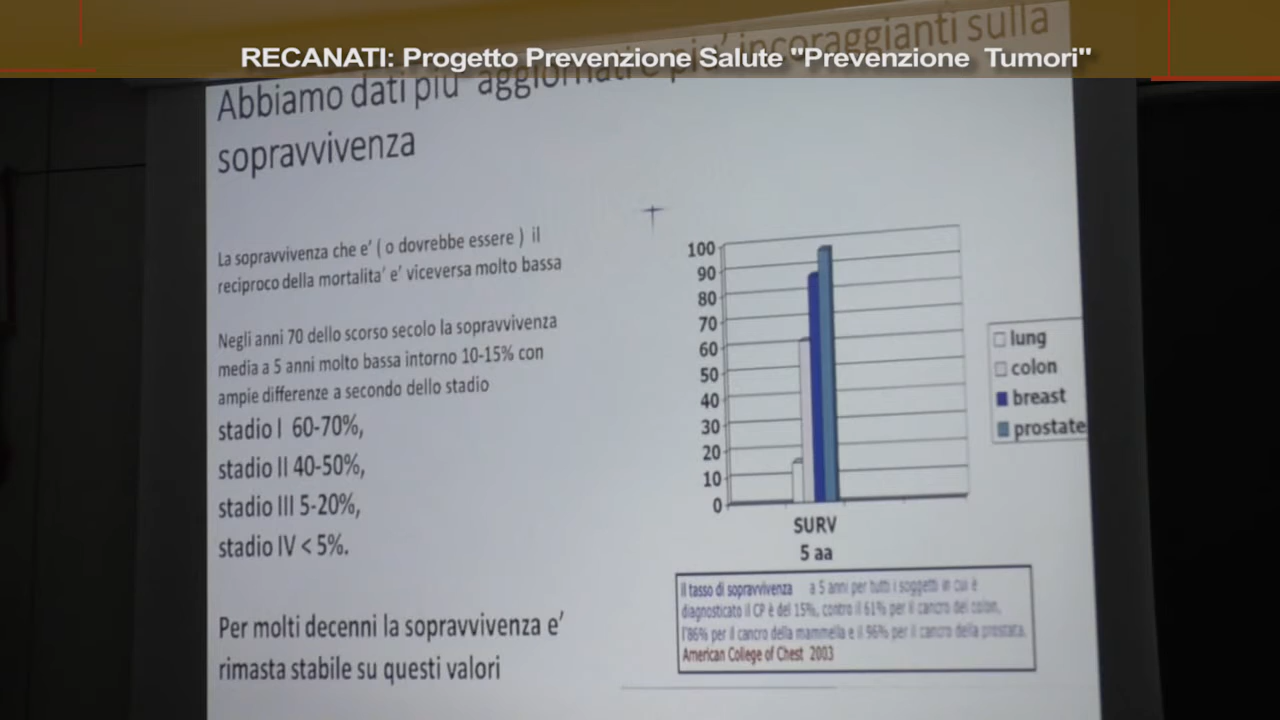 RECANATI: Progetto Prevenzione Salute "Prevenzione Tumori"
Abbiamo dati piu' aggiornati e piu' incoraggianti sulla
sopravvivenza
La sopravvivenza che e' ( o dovrebbe essere ) il
reciproco della mortalita' e' viceversa molto bassa
Negli anni 70 dello scorso secolo la sopravvivenza
media a 5 anni molto bassa intorno 10-15% con
ampie differenze a secondo dello stadio
stadio I 60-70%,
stadio II 40-50%,
stadio III 5-20%,
stadio IV < 5%.
Per molti decenni la sopravvivenza e'
rimasta stabile su questi valori
100
90
80
70
60
50
40
30
20
10
0
SURV
5 aa
lung
colon
breast
prostate
Il tasso di sopravvivenza a 5 anni per tutti i soggetti in cui è
diagnosticato il CP è del 15%, contro il 61% per il cancro del colon,
l'86% per il cancro della mammella e il 96% per il cancro della prostata.
American College of Chest 2003